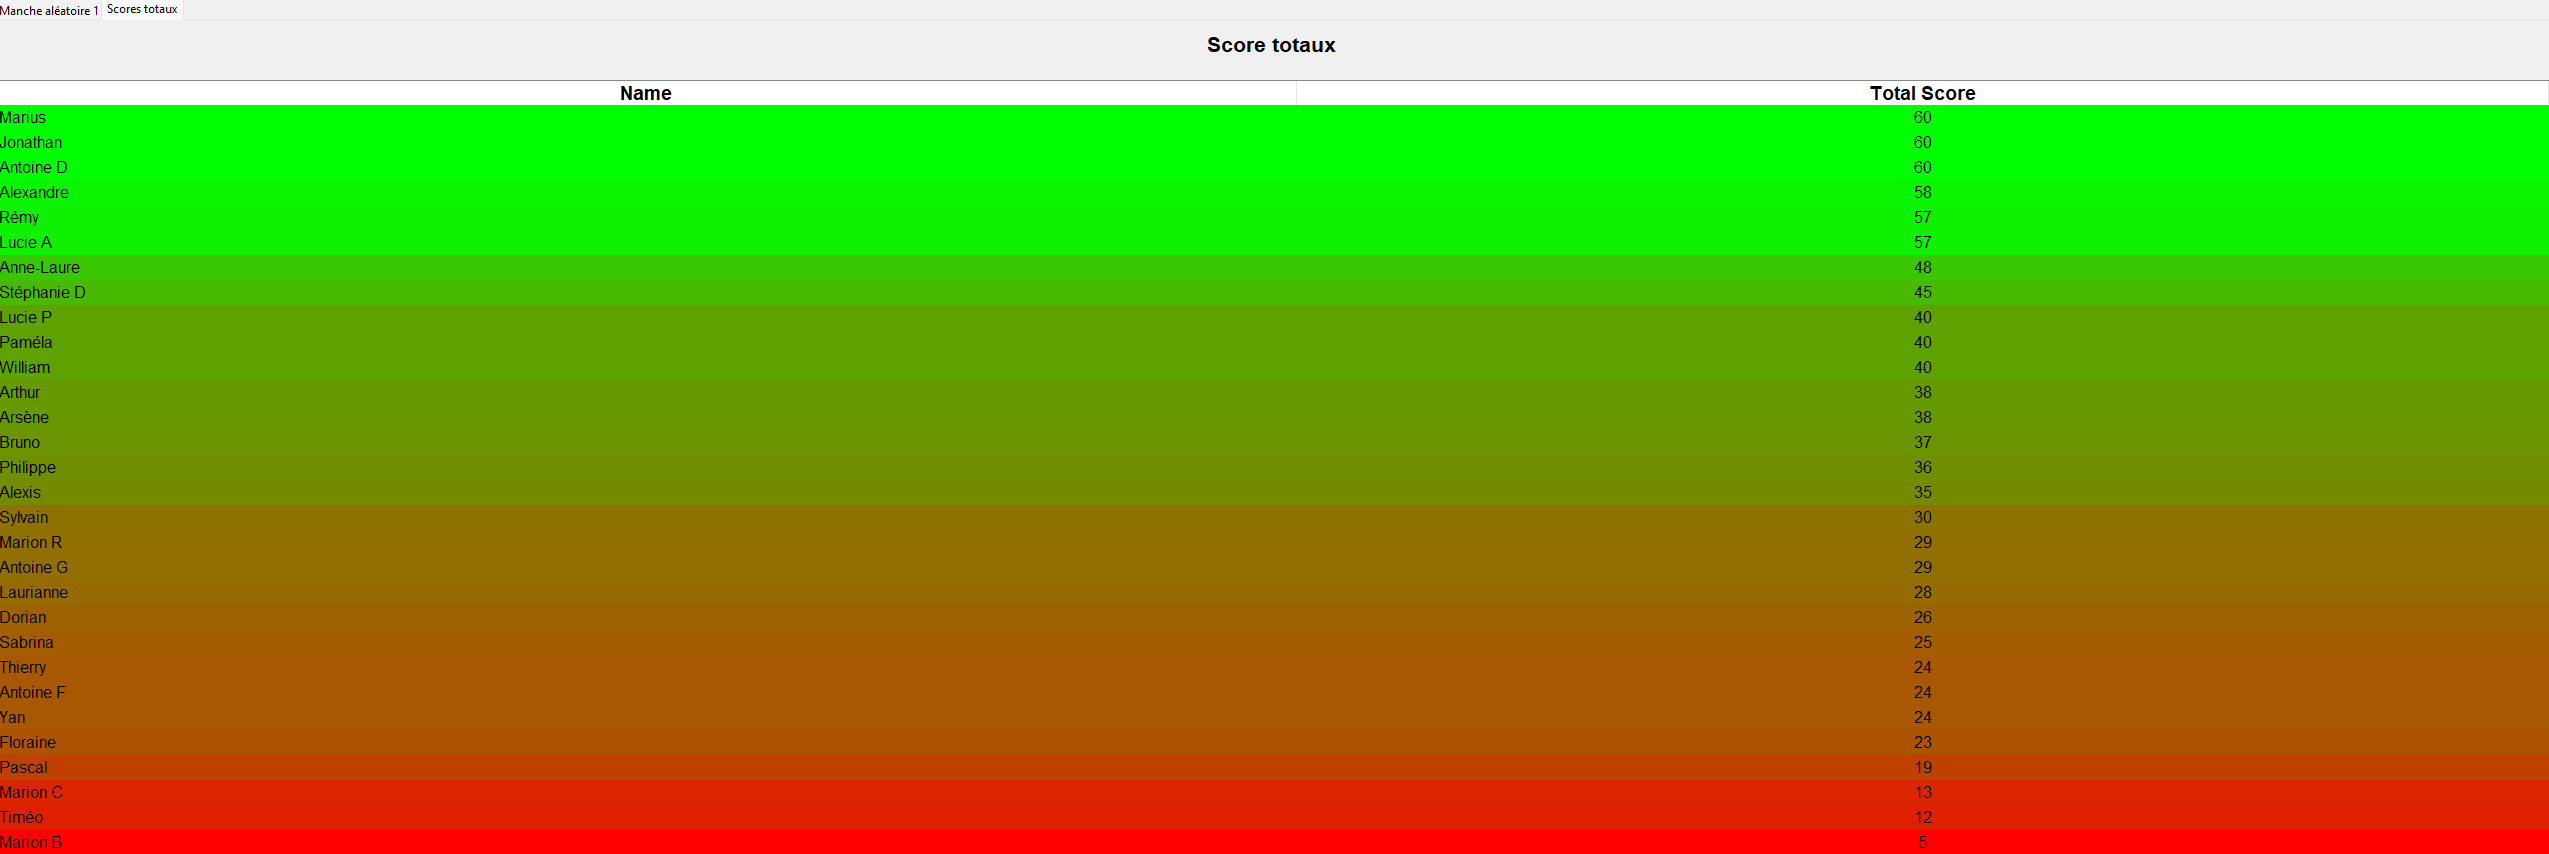 Manche aléatoire 1 Scores totaux
Score totaux
Name Total Score
Marius 60
Jonathan 60
Antoine D 60
Alexandre 58
Rémy 57
Lucie A 57
Anne-Laure 48
Stéphanie D 45
Lucie P 40
Paméla 40
William 40
Arthur 38
Arsène 38
Bruno 37
Philippe 36
Alexis 35
Sylvain 30
Marion R 29
Antoine G 29
Laurianne 28
Dorian 26
Sabrina 25
Thierry 24
Antoine F 24
Yan 24
Floraine 23
Pascal 19
Marion C 13
Timéo 12
Marion B 5